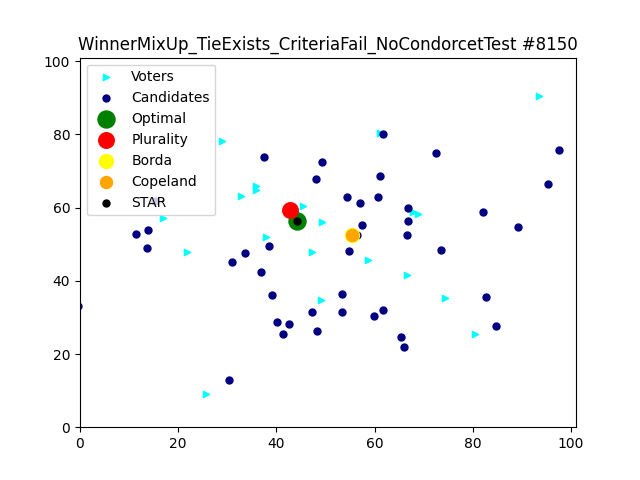 WinnerMixUp_TieExists_CriteriaFail_NoCondorcetTest #8150
100
80
60
40
20
0
Voters
Candidates
Optimal
Plurality
Borda
Copeland
STAR
0 20 40 60 80 100